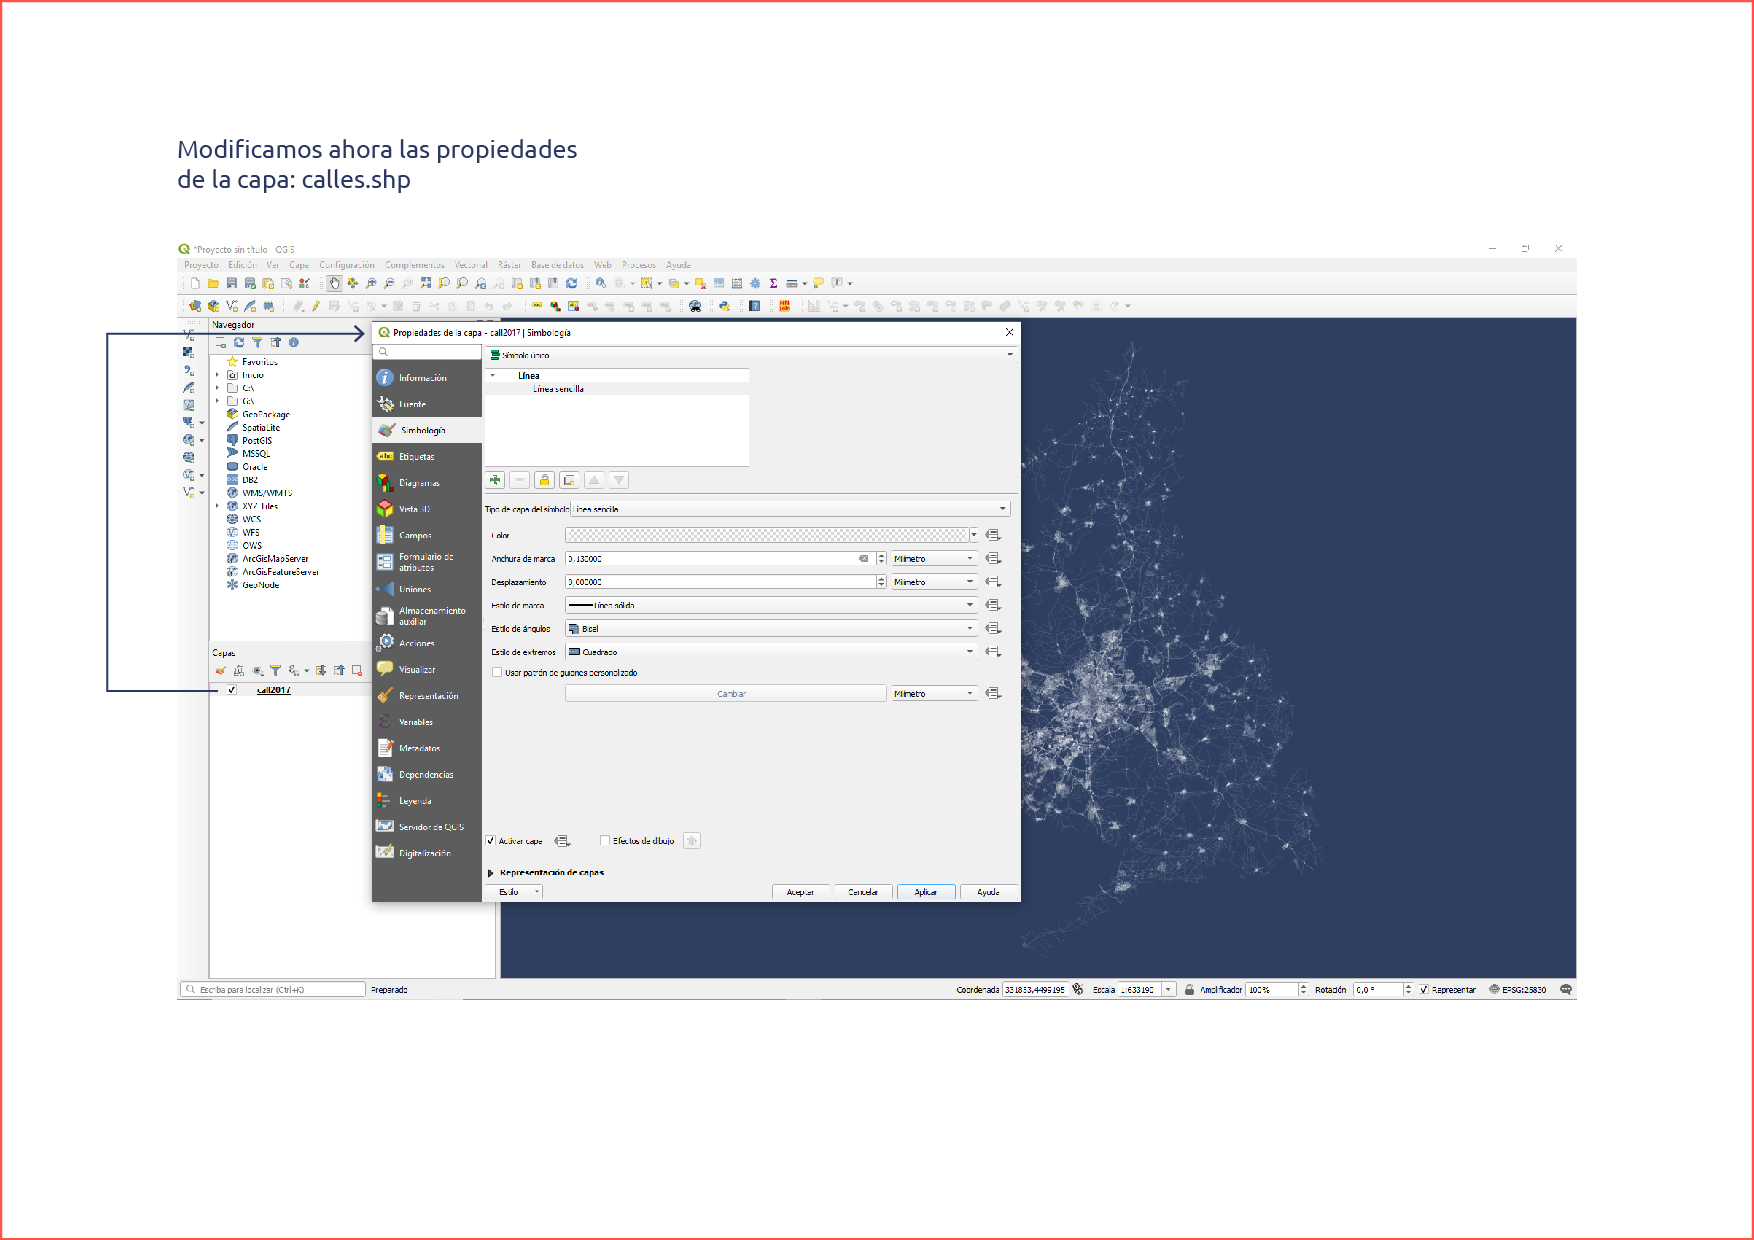 Modificamos ahora las propiedades
de la capa: calles.shp
*Proyecto sin título - QGIS
Proyecto Edición Ver Capa Configuración Complementos Vectorial Ráster Base de datos Web Procesos Ayuda
Navegador
Favoritos
Inicio
C:\
G:\
GeoPackage
SpatiaLite
PostGIS
MSSQL
Oracle
DB2
WMS/WMTS
XYZ Tiles
WCS
WFS
OWS
ArcGisMapServer
ArcGisFeatureServer
GeoNode
Capas
call2017
Propiedades de la capa - call2017 | Simbología
Información
Fuente
Simbología
Etiquetas
Diagramas
Vista 3D
Campos
Formulario de
atributos
Uniones
Almacenamiento
auxiliar
Acciones
Visualizar
Representación
Variables
Metadatos
Dependencias
Leyenda
Servidor de QGIS
Digitalización
Símbolo único
Línea
Línea sencilla
Tipo de capa del símbolo Línea sencilla
Color
Anchura de marca 0,130000 Milímetro
Desplazamiento 0,000000 Milímetro
Estilo de marca Línea sólida
Estilo de ángulos Bisel
Estilo de extremos Cuadrado
Usar patrón de guiones personalizado
Cambiar Milímetro
Activar capa Efectos de dibujo
Representación de capas
Estilo Aceptar Cancelar Aplicar Ayuda
Escriba para localizar (Ctrl+K) Preparado Coordenada 331853,4499195 Escala 1:633190 Amplificador 100% Rotación 0,0 ° Representar EPSG:25830